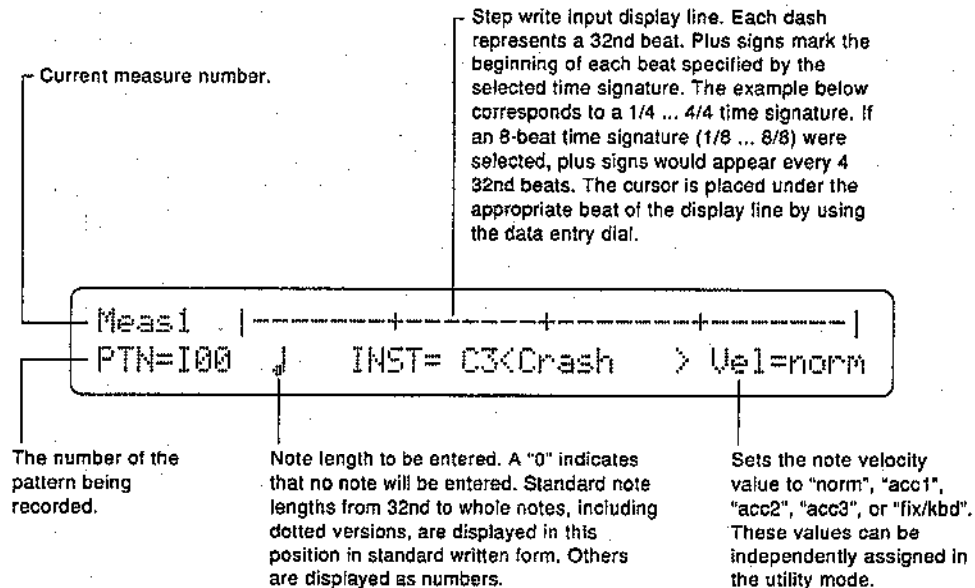 Step write input display line. Each dash
represents a 32nd beat. Plus signs mark the
beginning of each beat specified by the
selected time signature. The example below
corresponds to a 1/4 ... 4/4 time signature. If
an 8-beat time signature (1/8 ... 8/8) were
selected, plus signs would appear every 4
32nd beats. The cursor is placed under the
appropriate beat of the display line by using
the data entry dial.
Current measure number.
Meas1 |-------+-------+-------+-------|
PTN=I00 ♩ INST= C3<Crash > Vel=norm
The number of the
pattern being
recorded.
Note length to be entered. A "0" indicates
that no note will be entered. Standard note
lengths from 32nd to whole notes, including
dotted versions, are displayed in this
position in standard written form. Others
are displayed as numbers.
Sets the note velocity
value to "norm", "acc1",
"acc2", "acc3", or "fix/kbd".
These values can be
independently assigned in
the utility mode.